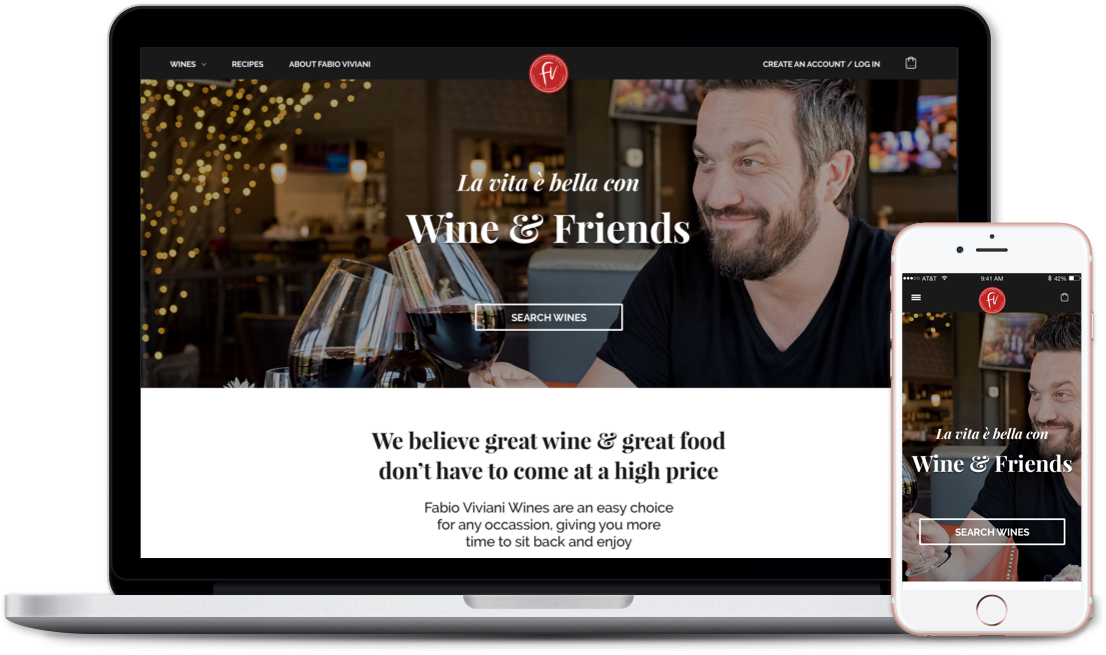 WINES
RECIPES
ABOUT FABIO VIVIANI
fv
CREATE AN ACCOUNT / LOG IN
La vita è bella con
Wine & Friends
SEARCH WINES
We believe great wine & great food
don't have to come at a high price
Fabio Viviani Wines are an easy choice
for any occassion, giving you more
time to sit back and enjoy
AT&T 9:41 AM 42%
fv
La vita è bella con
Wine & Friends
SEARCH WINES